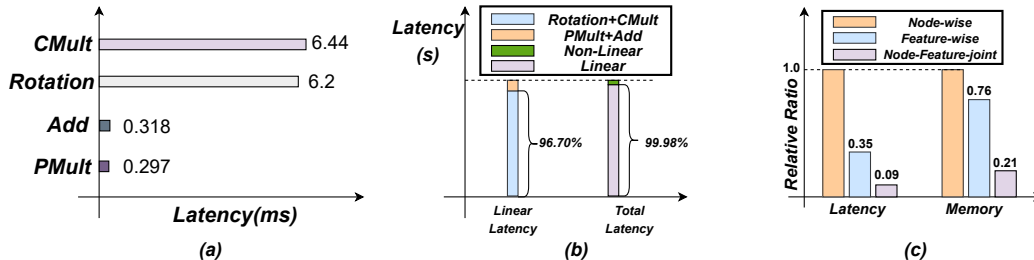 CMult
6.44
Rotation
6.2
Add
0.318
PMult
0.297
Latency(ms)
(a)
Latency
(s)
Rotation+CMult
PMult+Add
Non-Linear
Linear
96.70%
99.98%
Linear
Latency
Total
Latency
(b)
Node-wise
Feature-wise
Node-Feature-joint
Relative Ratio
1.0
0.35
0.09
0.76
0.21
Latency
Memory
(c)